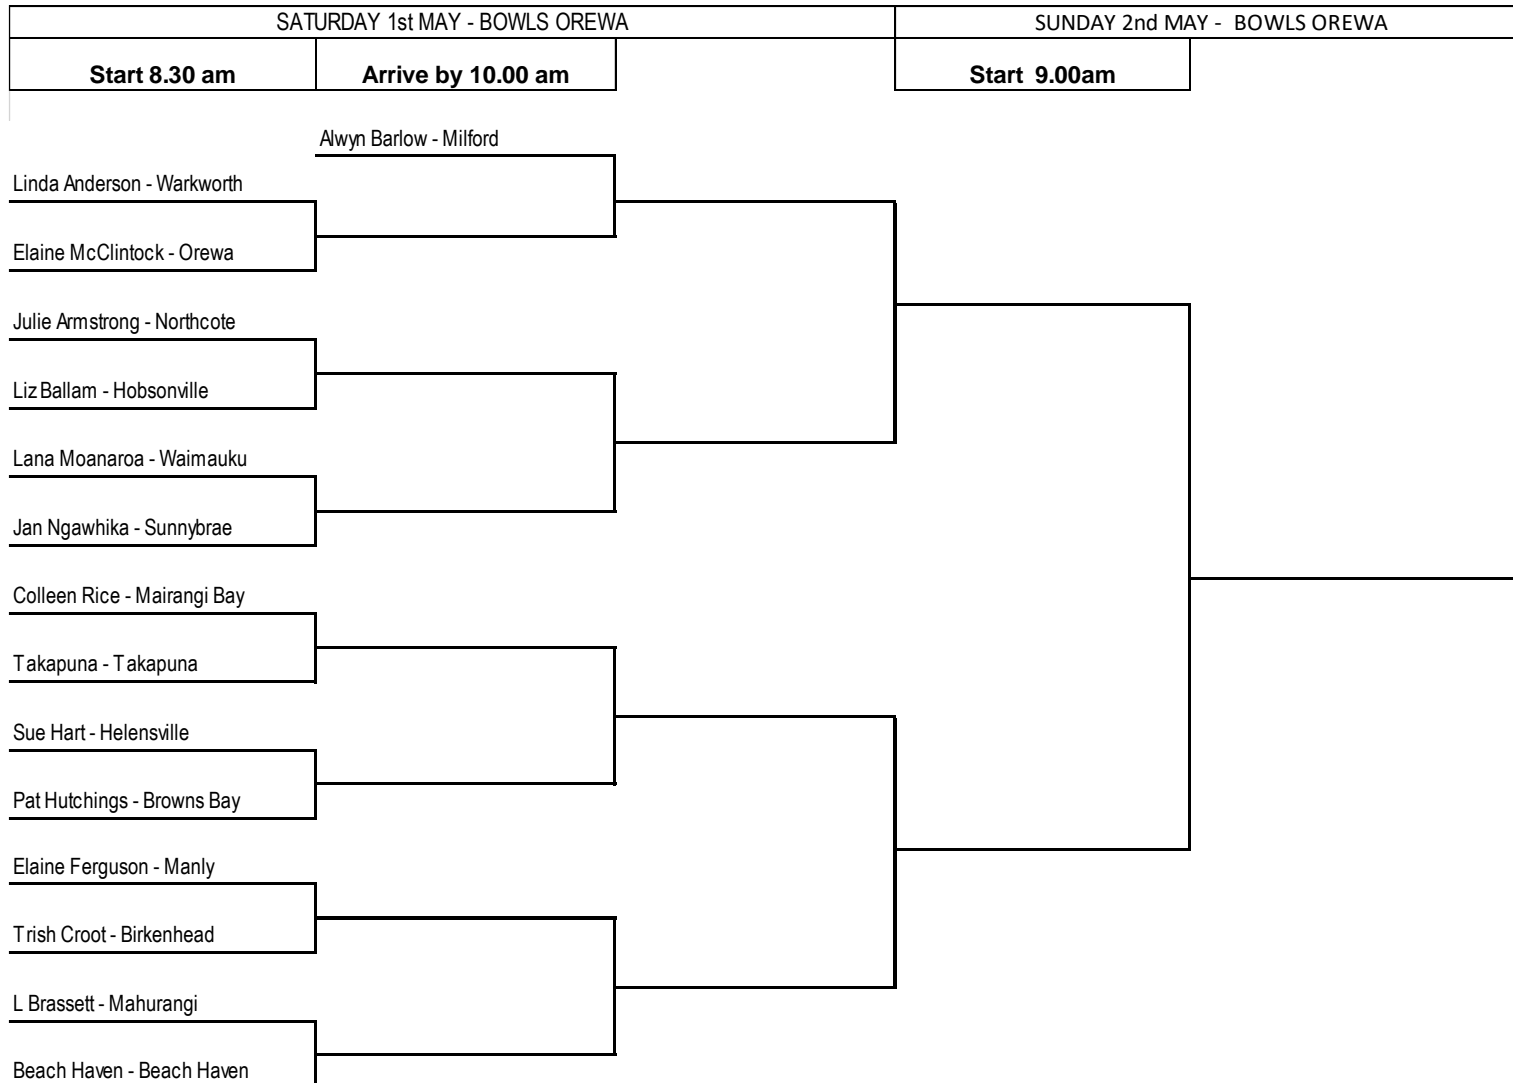 SATURDAY 1st MAY - BOWLS OREWA
SUNDAY 2nd MAY - BOWLS OREWA
Start 8.30 am
Arrive by 10.00 am
Start 9.00am
Alwyn Barlow - Milford
Linda Anderson - Warkworth
Elaine McClintock - Orewa
Julie Armstrong - Northcote
Liz Ballam - Hobsonville
Lana Moanaroa - Waimauku
Jan Ngawhika - Sunnybrae
Colleen Rice - Mairangi Bay
Takapuna - Takapuna
Sue Hart - Helensville
Pat Hutchings - Browns Bay
Elaine Ferguson - Manly
Trish Croot - Birkenhead
L Brassett - Mahurangi
Beach Haven - Beach Haven